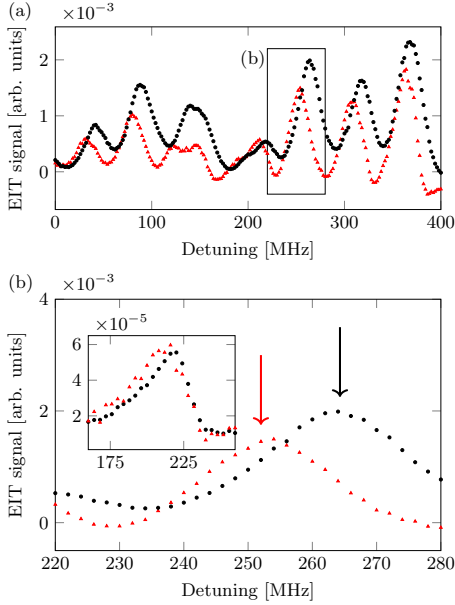 (a)
×10⁻³
(b)
EIT signal [arb. units]
2
1
0
0 100 200 300 400
Detuning [MHz]
(b)
×10⁻³
EIT signal [arb. units]
4
2
0
×10⁻⁵
6
4
2
175 225
220 230 240 250 260 270 280
Detuning [MHz]